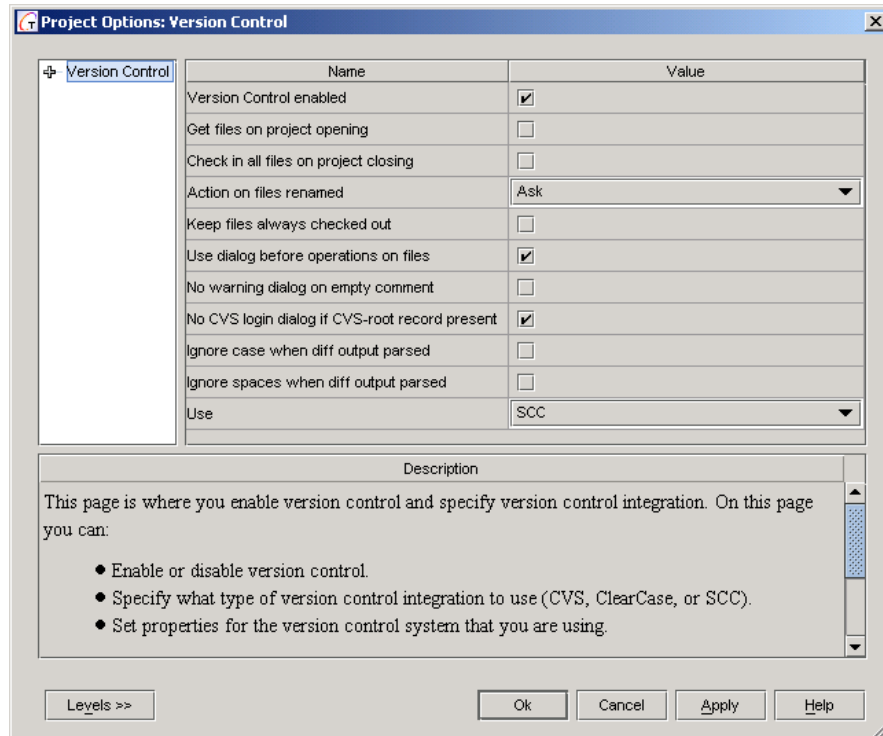 Project Options: Version Control
Version Control
Name Value
Version Control enabled
Get files on project opening
Check in all files on project closing
Action on files renamed Ask
Keep files always checked out
Use dialog before operations on files
No warning dialog on empty comment
No CVS login dialog if CVS-root record present
Ignore case when diff output parsed
Ignore spaces when diff output parsed
Use SCC
Description
This page is where you enable version control and specify version control integration. On this page
you can:
● Enable or disable version control.
● Specify what type of version control integration to use (CVS, ClearCase, or SCC).
● Set properties for the version control system that you are using.
Levels >> Ok Cancel Apply Help